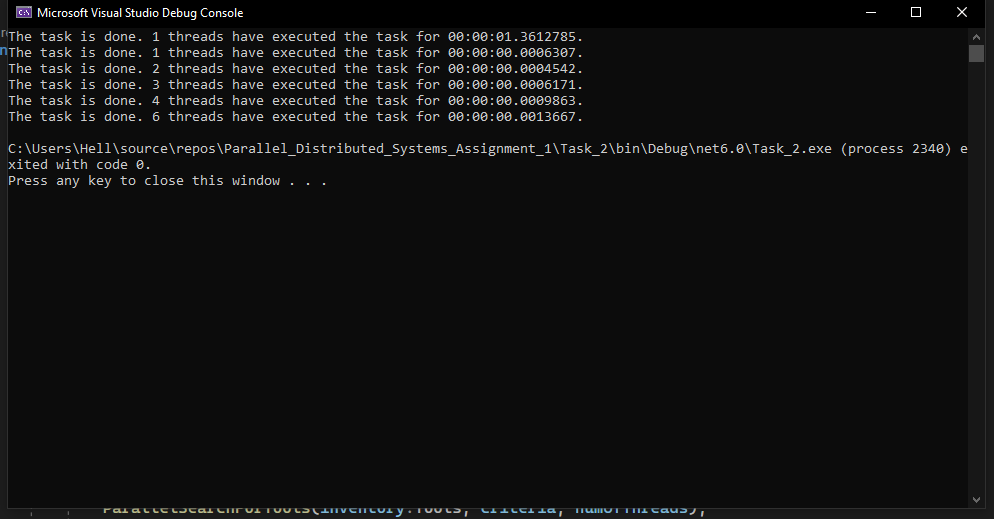 Microsoft Visual Studio Debug Console
The task is done. 1 threads have executed the task for 00:00:01.3612785.
The task is done. 1 threads have executed the task for 00:00:00.0006307.
The task is done. 2 threads have executed the task for 00:00:00.0004542.
The task is done. 3 threads have executed the task for 00:00:00.0006171.
The task is done. 4 threads have executed the task for 00:00:00.0009863.
The task is done. 6 threads have executed the task for 00:00:00.0013667.
C:\Users\Hell\source\repos\Parallel_Distributed_Systems_Assignment_1\Task_2\bin\Debug\net6.0\Task_2.exe (process 2340) e
xited with code 0.
Press any key to close this window . . .
ParallelSearchForTools(inventory.Tools, criteria, numOfThreads);